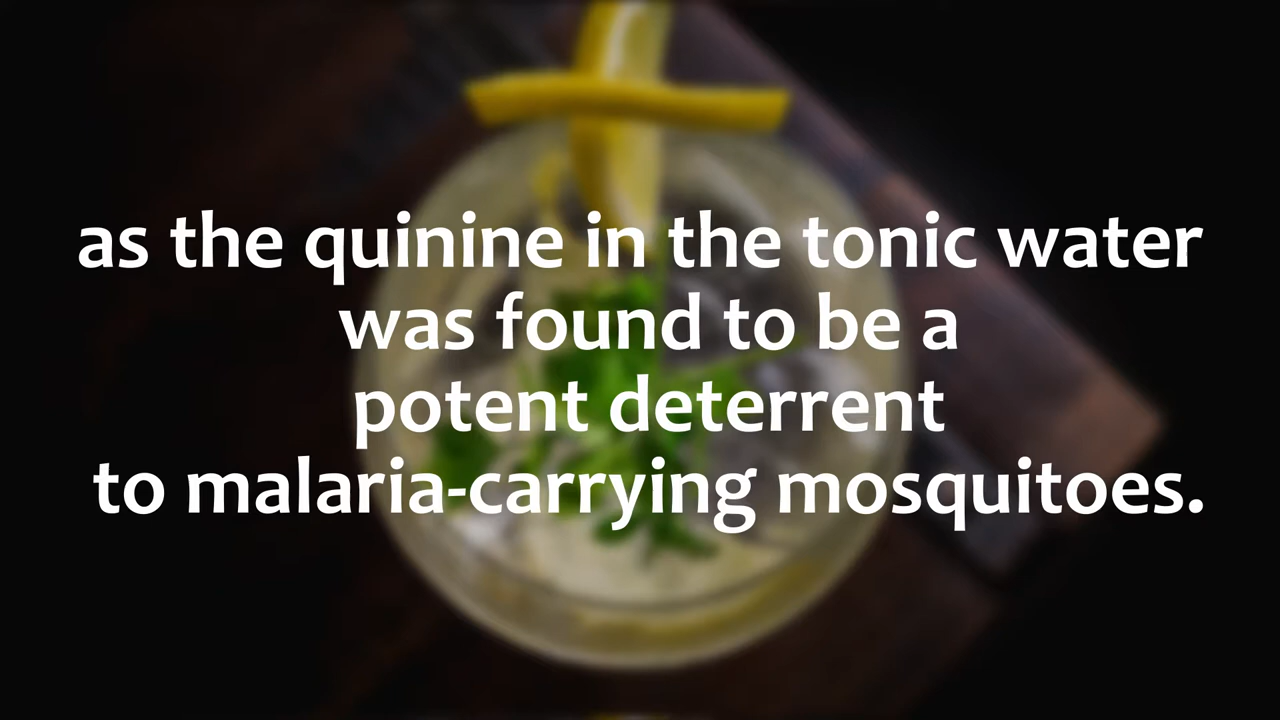 as the quinine in the tonic water
was found to be a
potent deterrent
to malaria-carrying mosquitoes.